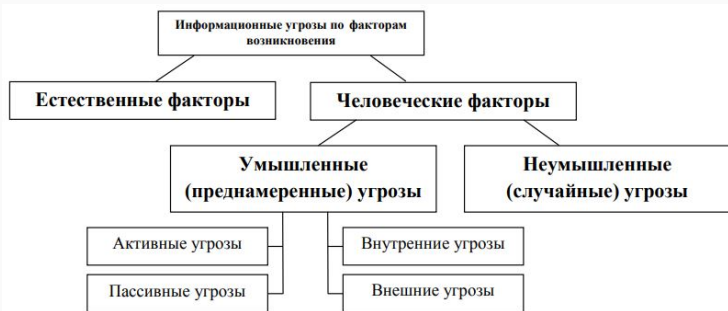 Информационные угрозы по факторам
возникновения
Естественные факторы
Человеческие факторы
Умышленные
(преднамеренные) угрозы
Неумышленные
(случайные) угрозы
Активные угрозы
Внутренние угрозы
Пассивные угрозы
Внешние угрозы